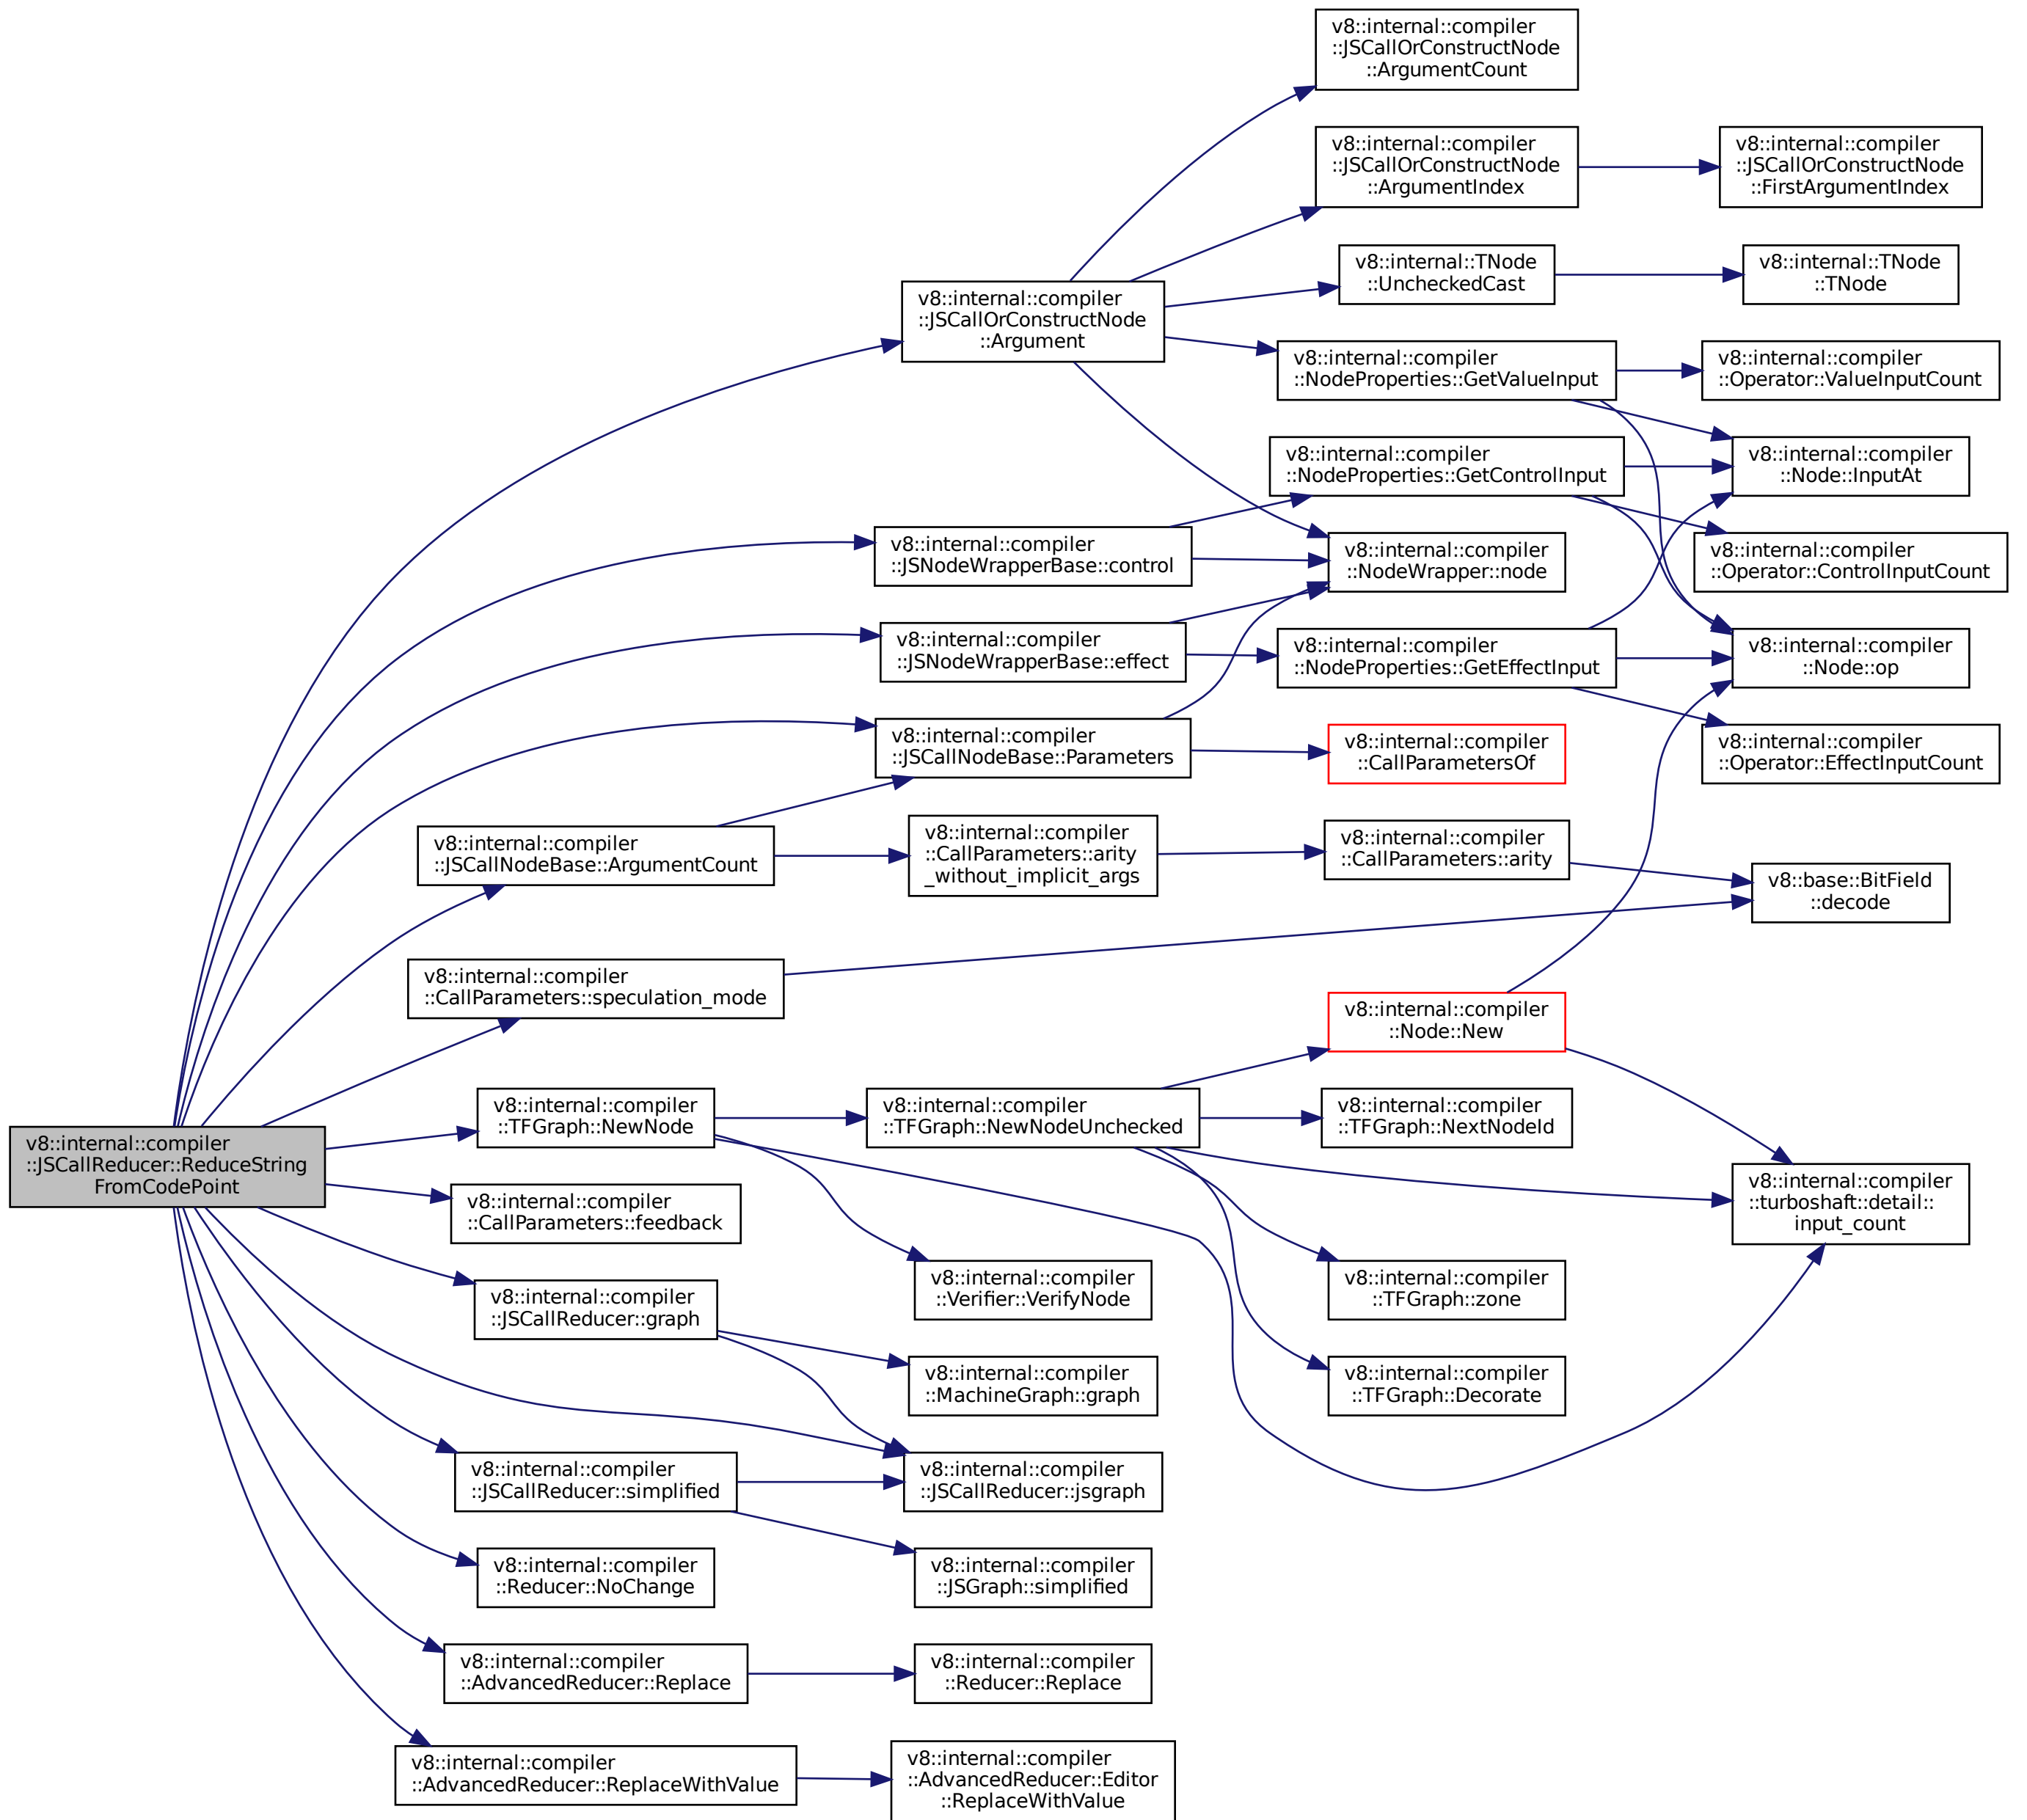 v8::internal::compiler
::JSCallOrConstructNode
::ArgumentCount
v8::internal::compiler
::JSCallOrConstructNode
::ArgumentIndex
v8::internal::compiler
::JSCallOrConstructNode
::FirstArgumentIndex
v8::internal::TNode
::UncheckedCast
v8::internal::TNode
::TNode
v8::internal::compiler
::JSCallOrConstructNode
::Argument
v8::internal::compiler
::NodeProperties::GetValueInput
v8::internal::compiler
::Operator::ValueInputCount
v8::internal::compiler
::NodeProperties::GetControlInput
v8::internal::compiler
::Node::InputAt
v8::internal::compiler
::JSNodeWrapperBase::control
v8::internal::compiler
::NodeWrapper::node
v8::internal::compiler
::Operator::ControlInputCount
v8::internal::compiler
::JSNodeWrapperBase::effect
v8::internal::compiler
::NodeProperties::GetEffectInput
v8::internal::compiler
::Node::op
v8::internal::compiler
::JSCallNodeBase::Parameters
v8::internal::compiler
::CallParametersOf
v8::internal::compiler
::Operator::EffectInputCount
v8::internal::compiler
::JSCallNodeBase::ArgumentCount
v8::internal::compiler
::CallParameters::arity
_without_implicit_args
v8::internal::compiler
::CallParameters::arity
v8::base::BitField
::decode
v8::internal::compiler
::CallParameters::speculation_mode
v8::internal::compiler
::Node::New
v8::internal::compiler
::JSCallReducer::ReduceString
FromCodePoint
v8::internal::compiler
::TFGraph::NewNode
v8::internal::compiler
::TFGraph::NewNodeUnchecked
v8::internal::compiler
::TFGraph::NextNodeId
v8::internal::compiler
::turboshaft::detail::
input_count
v8::internal::compiler
::CallParameters::feedback
v8::internal::compiler
::Verifier::VerifyNode
v8::internal::compiler
::TFGraph::zone
v8::internal::compiler
::JSCallReducer::graph
v8::internal::compiler
::MachineGraph::graph
v8::internal::compiler
::TFGraph::Decorate
v8::internal::compiler
::JSCallReducer::simplified
v8::internal::compiler
::JSCallReducer::jsgraph
v8::internal::compiler
::Reducer::NoChange
v8::internal::compiler
::JSGraph::simplified
v8::internal::compiler
::AdvancedReducer::Replace
v8::internal::compiler
::Reducer::Replace
v8::internal::compiler
::AdvancedReducer::ReplaceWithValue
v8::internal::compiler
::AdvancedReducer::Editor
::ReplaceWithValue